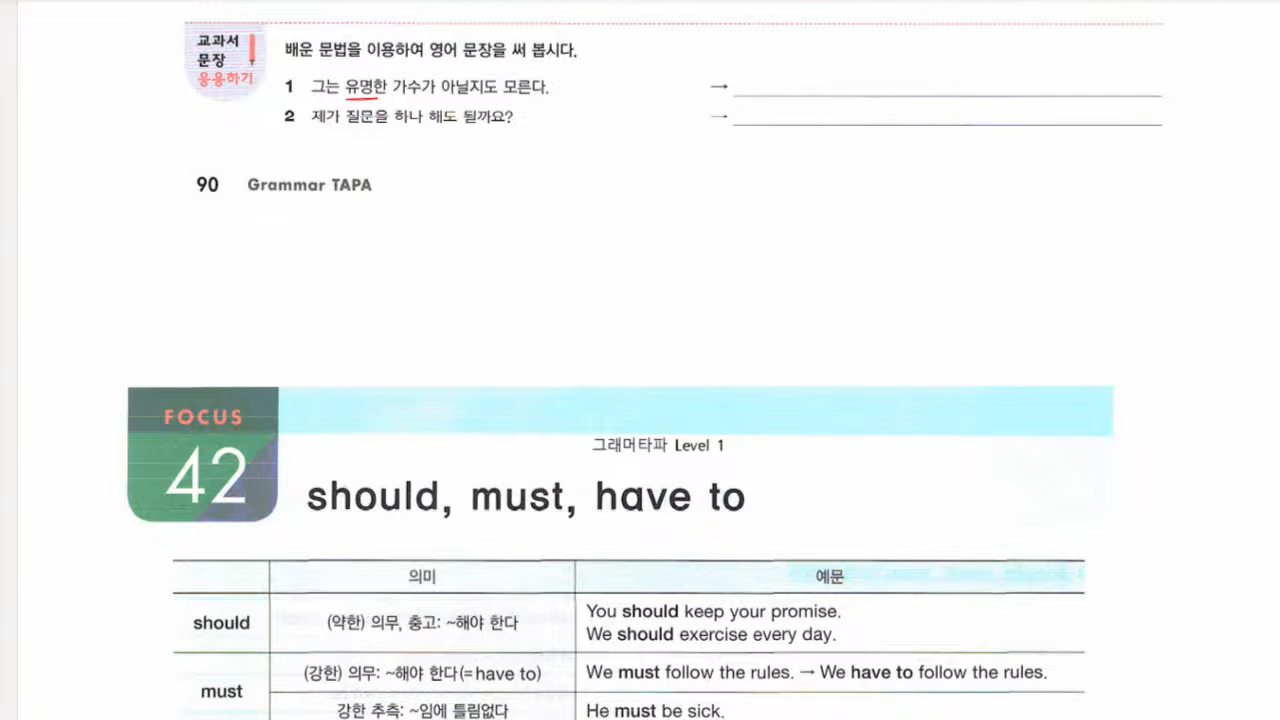 교과서
문장
응용하기
배운 문법을 이용하여 영어 문장을 써 봅시다.
1 그는 유명한 가수가 아닐지도 모른다. →
2 제가 질문을 하나 해도 될까요? →
90 Grammar TAPA
FOCUS
42
그래머타파 Level 1
should, must, have to
의미 예문
should (약한) 의무, 충고: ~해야 한다
You should keep your promise.
We should exercise every day.
must
(강한) 의무: ~해야 한다(= have to) We must follow the rules. → We have to follow the rules.
강한 추측: ~임에 틀림없다 He must be sick.